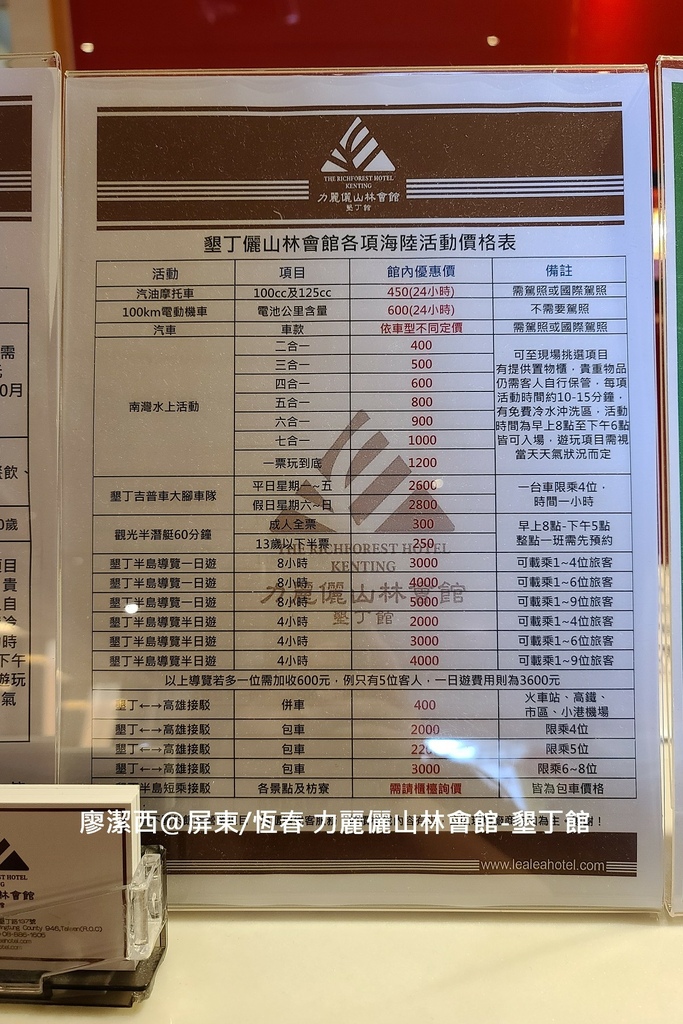 THE RICHFOREST HOTEL
KENTING
力麗儷山林會館
墾丁館
墾丁儷山林會館各項海陸活動價格表
活動 項目 館內優惠價 備註
汽油摩托車 100cc及125cc 450(24小時) 需駕照或國際駕照
100km電動機車 電池公里含量 600(24小時) 不需要駕照
汽車 車款 依車型不同定價 需駕照或國際駕照
南灣水上活動
二合一 400
三合一 500
四合一 600
五合一 800
六合一 900
七合一 1000
一票玩到底 1200
可至現場挑選項目
有提供置物櫃，貴重物品
仍需客人自行保管，每項
活動時間約10-15分鐘，
有免費冷水沖洗區，活動
時間為早上8點至下午6點
皆可入場，遊玩項目需視
當天天氣狀況而定
墾丁吉普車大腳車隊
平日星期一~五 2600
假日星期六~日 2800
一台車限乘4位，
時間一小時
觀光半潛艇60分鐘
成人全票 300
13歲以下半票 250
早上8點-下午5點
整點一班需先預約
THE RICHFOREST HOTEL
KENTING
力麗儷山林會館
墾丁館
墾丁半島導覽一日遊 8小時 3000 可載乘1~4位旅客
墾丁半島導覽一日遊 8小時 4000 可載乘1~6位旅客
墾丁半島導覽一日遊 8小時 5000 可載乘1~9位旅客
墾丁半島導覽半日遊 4小時 2000 可載乘1~4位旅客
墾丁半島導覽半日遊 4小時 3000 可載乘1~6位旅客
墾丁半島導覽半日遊 4小時 4000 可載乘1~9位旅客
以上導覽若多一位需加收600元，例只有5位客人，一日遊費用則為3600元
墾丁←→高雄接駁 併車 400 火車站、高鐵、
市區、小港機場
墾丁←→高雄接駁 包車 2000 限乘4位
墾丁←→高雄接駁 包車 220 限乘5位
墾丁←→高雄接駁 包車 3000 限乘6~8位
半島短乘接駁 各景點及枋寮 需請櫃檯詢價 皆為包車價格
廖潔西@屏東/恆春 力麗儷山林會館-墾丁館
www.lealeahotel.com